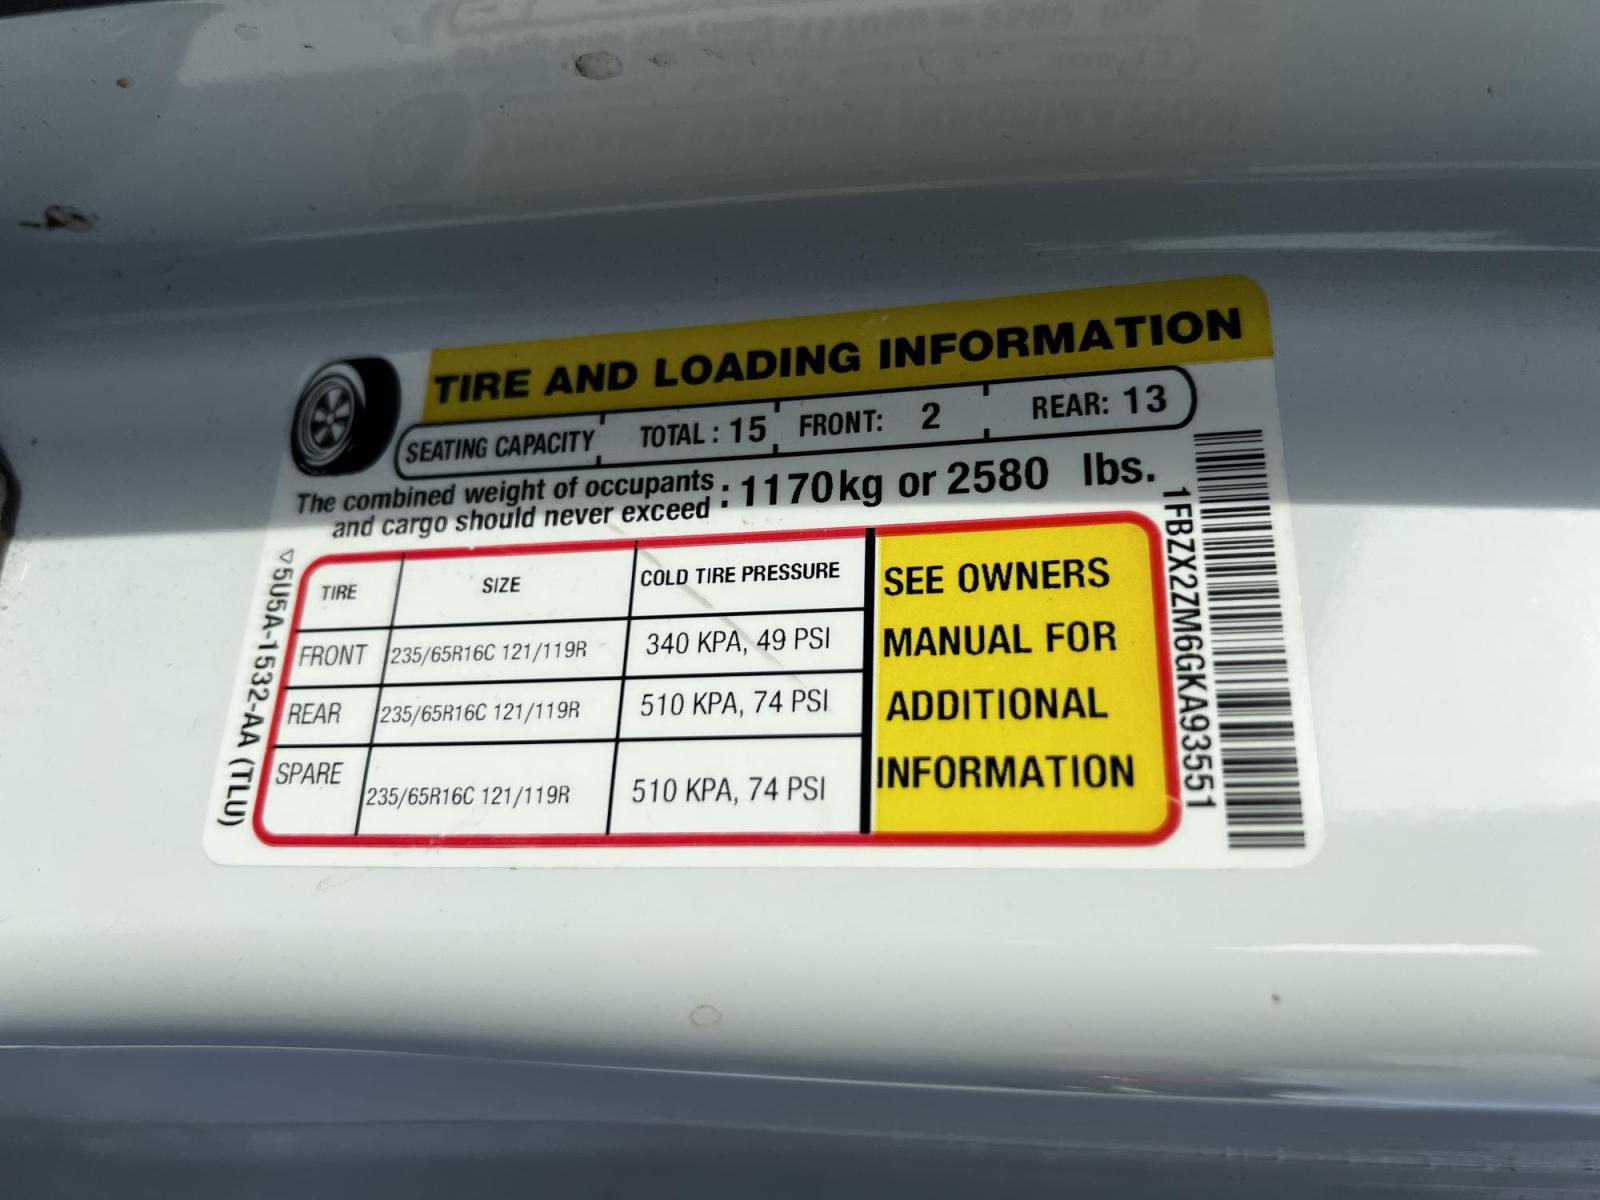 TIRE AND LOADING INFORMATION
SEATING CAPACITY TOTAL : 15 FRONT: 2 REAR: 13
The combined weight of occupants
and cargo should never exceed : 1170kg or 2580 lbs.
TIRE SIZE COLD TIRE PRESSURE
FRONT 235/65R16C 121/119R 340 KPA, 49 PSI
REAR 235/65R16C 121/119R 510 KPA, 74 PSI
SPARE 235/65R16C 121/119R 510 KPA, 74 PSI
SEE OWNERS
MANUAL FOR
ADDITIONAL
INFORMATION
5U5A-1532-AA (TLU)
1FBZX2ZM6GKA93551